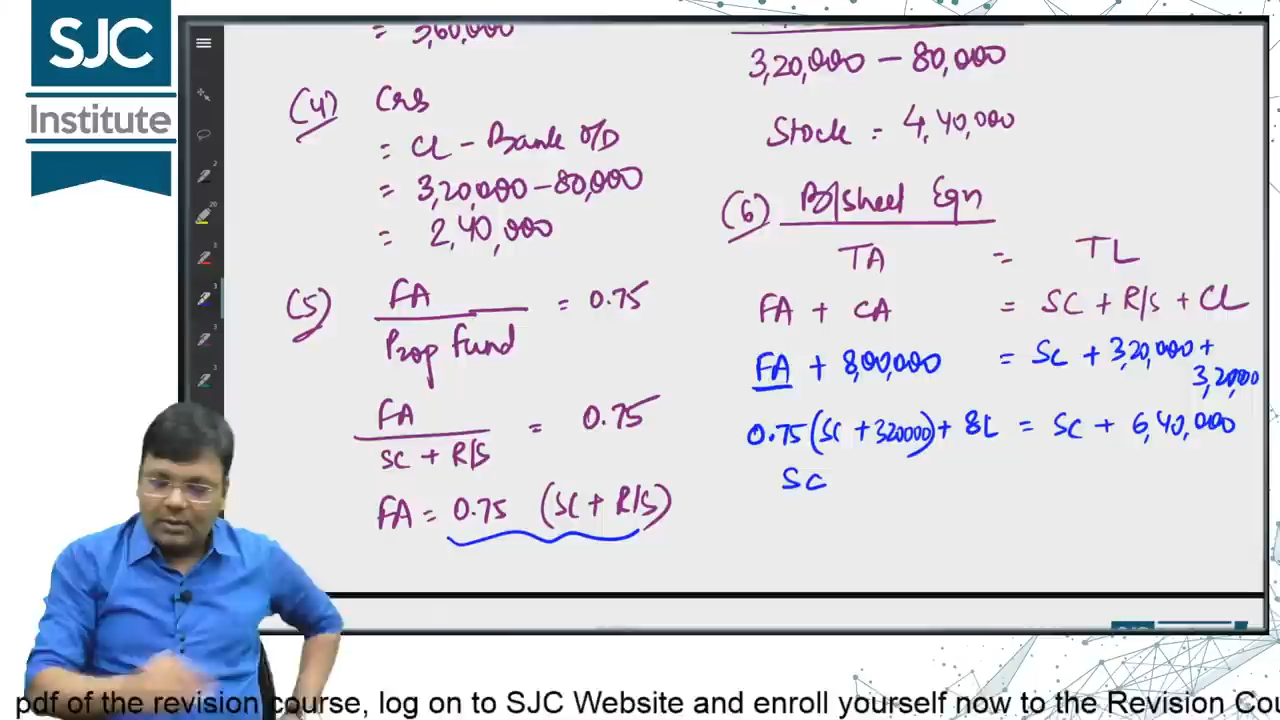 SJC
Institute
= 3,60,000
(4) Crs
= CL - Bank O/D
= 3,20,000 - 80,000
= 2,40,000
(5) FA / Prop Fund = 0.75
FA / SC + R/S = 0.75
FA = 0.75 (SC + R/S)
3,20,000 - 80,000
Stock = 4,40,000
(6) B/Sheet Eqn
TA = TL
FA + CA = SC + R/S + CL
FA + 8,00,000 = SC + 3,20,000 + 3,20,000
0.75(SC + 320000) + 8L = SC + 6,40,000
SC
pdf of the revision course, log on to SJC Website and enroll yourself now to the Revision Cou